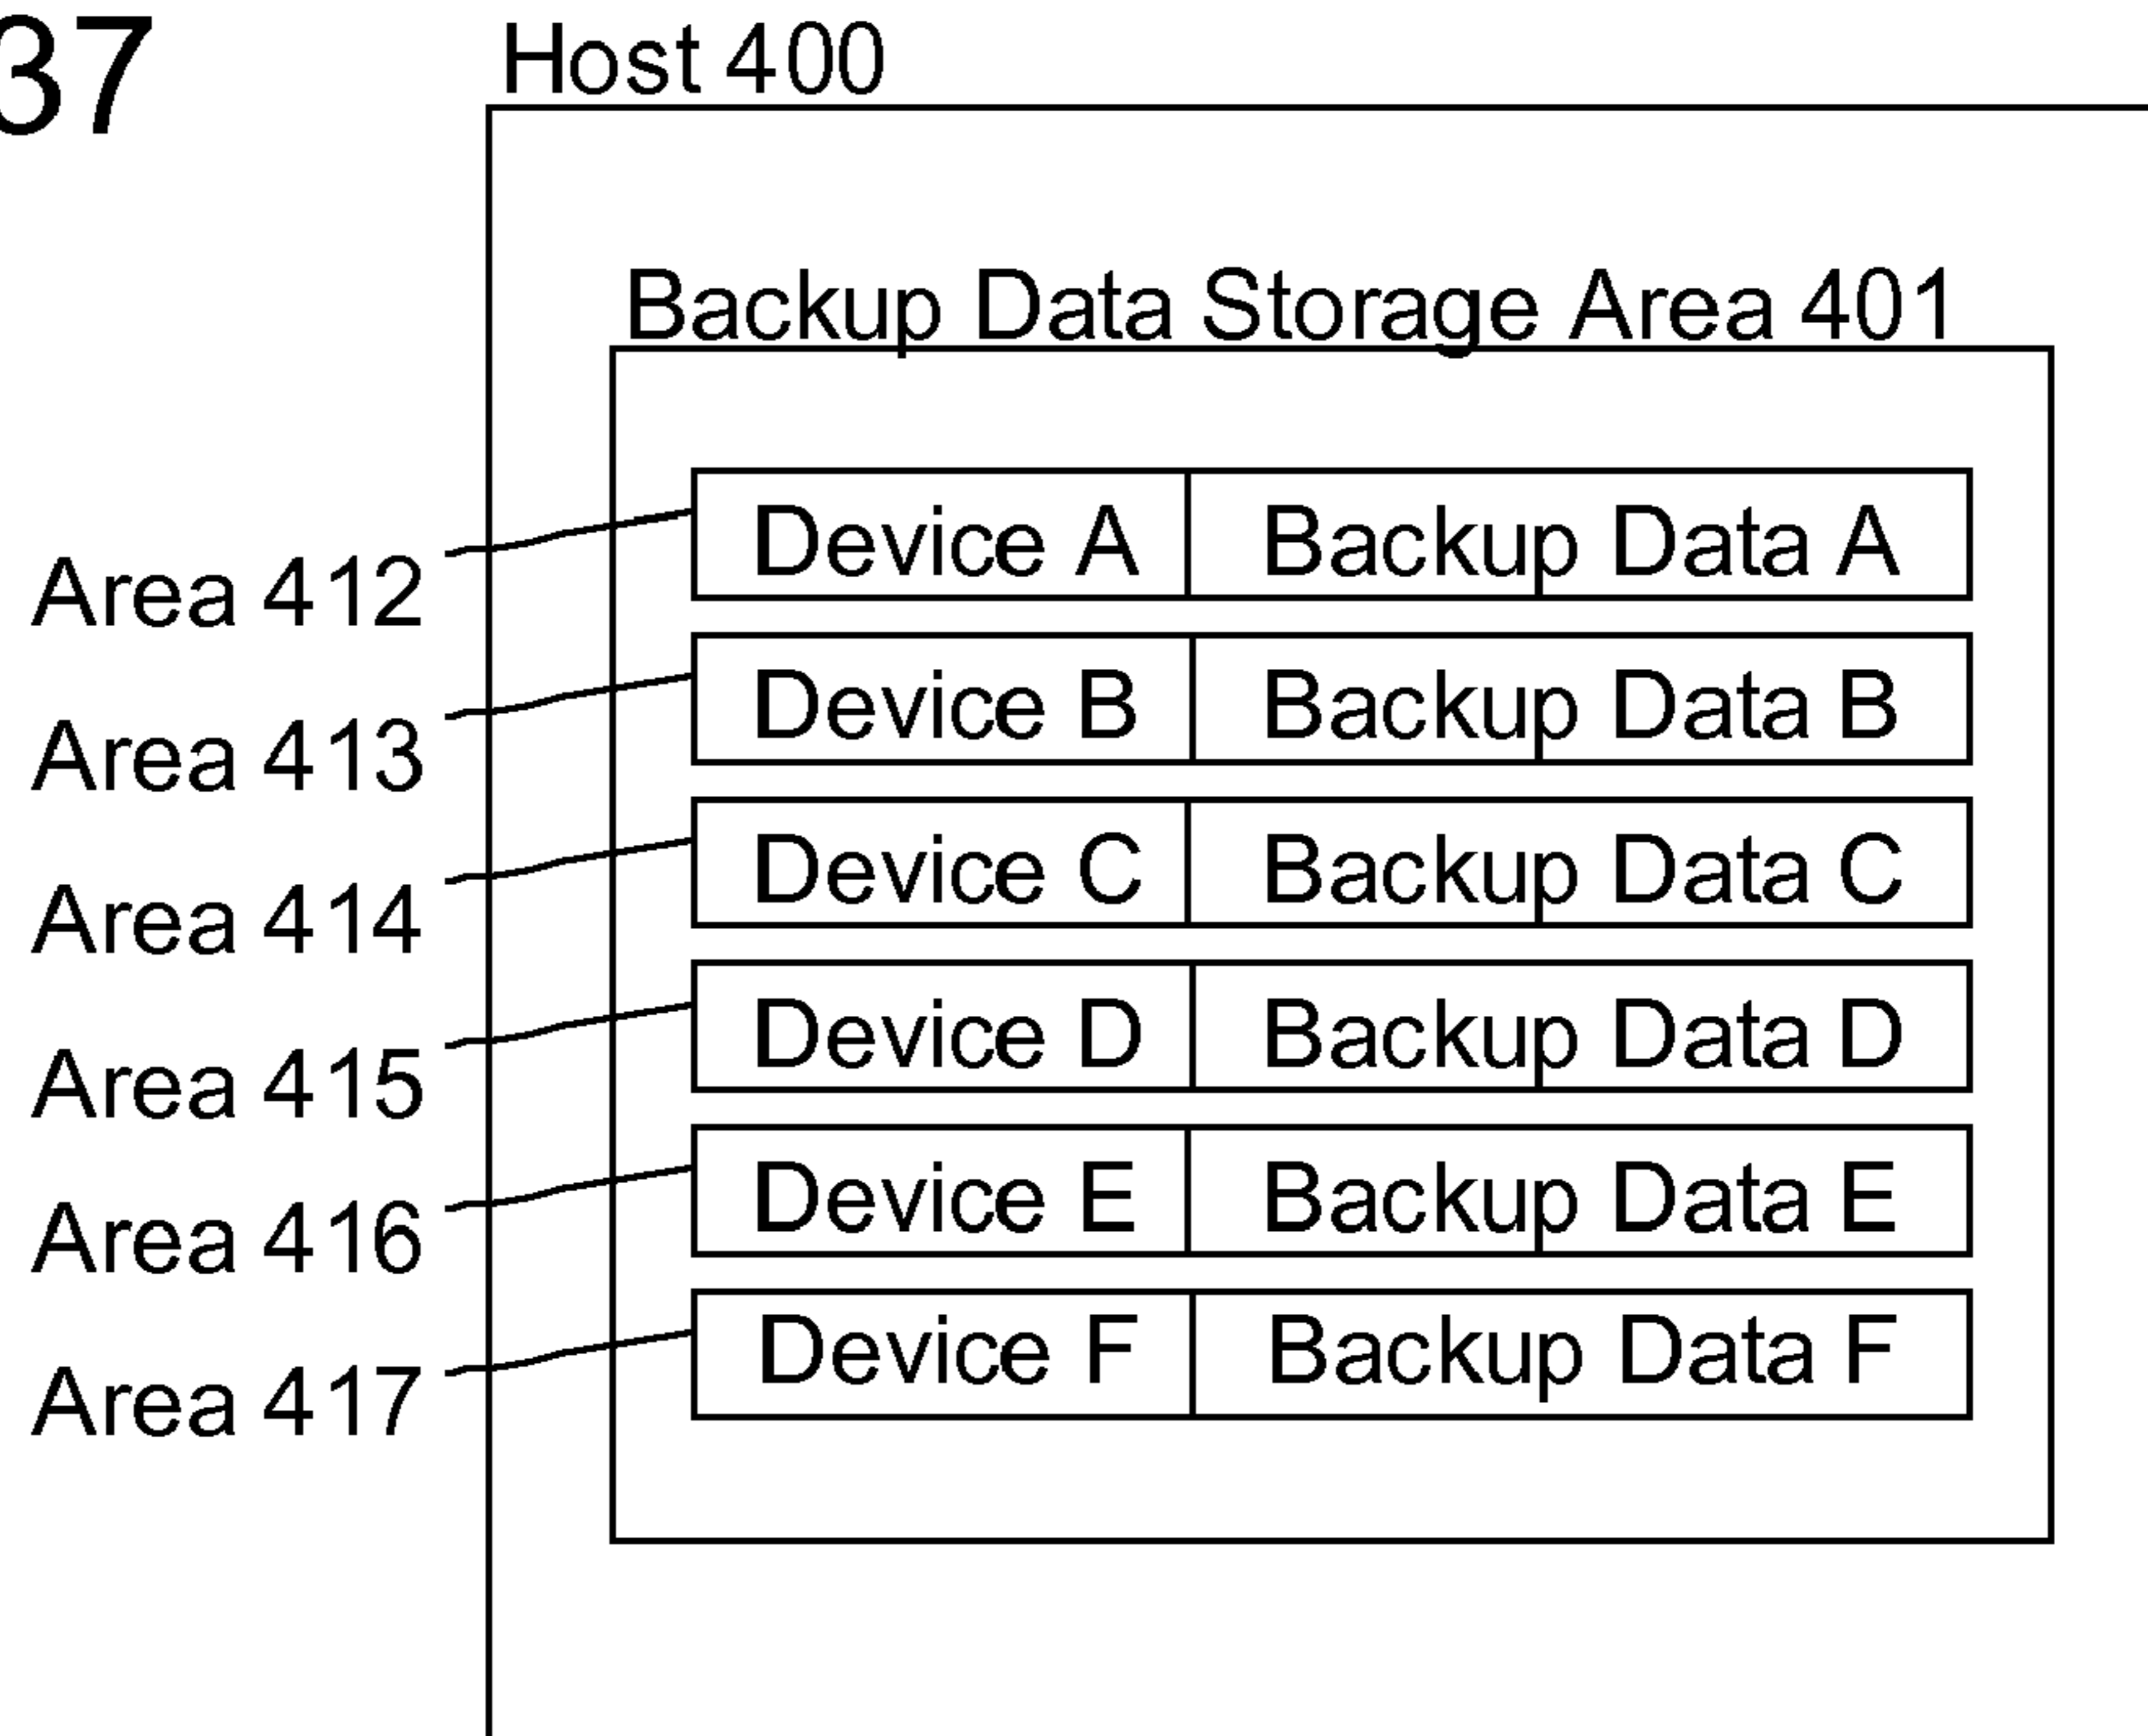 37
Host 400
Backup Data Storage Area 401
Area 412 Device A Backup Data A
Area 413 Device B Backup Data B
Area 414 Device C Backup Data C
Area 415 Device D Backup Data D
Area 416 Device E Backup Data E
Area 417 Device F Backup Data F